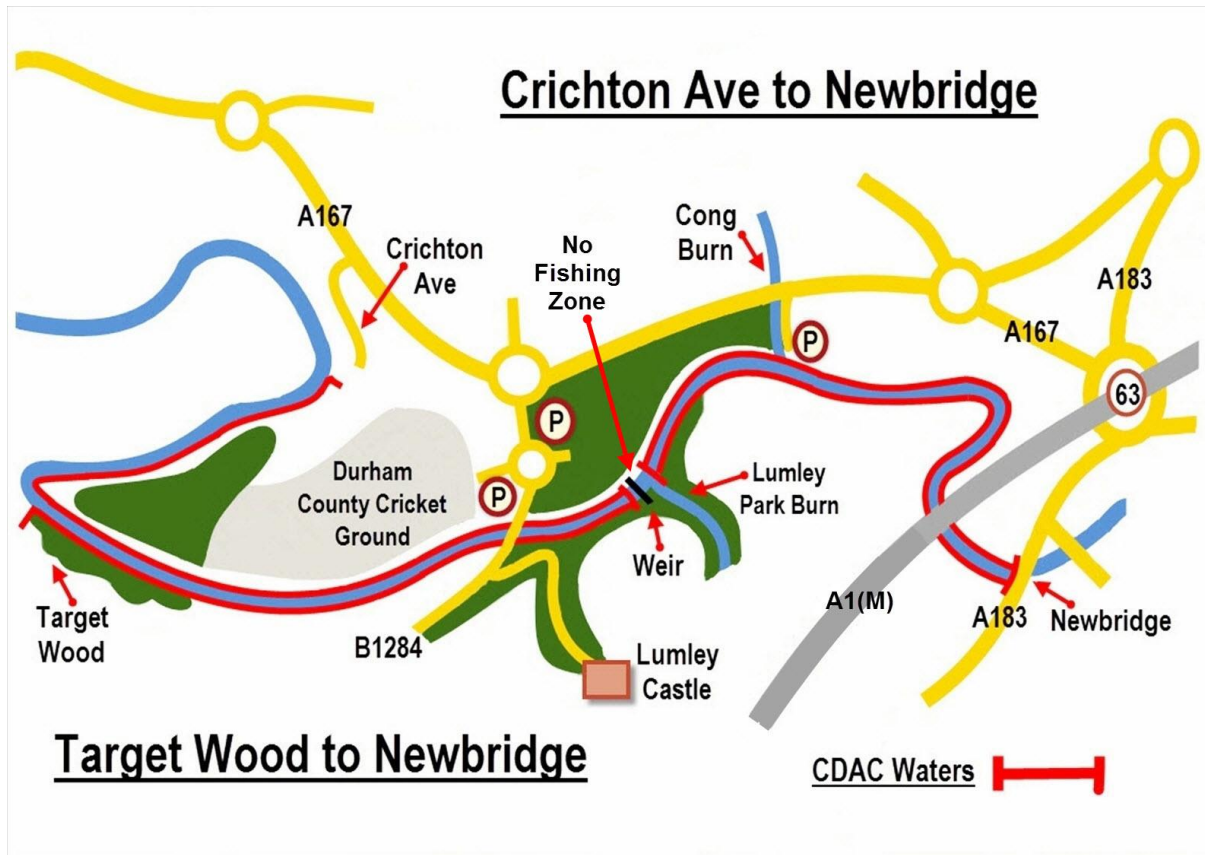 Crichton Ave to Newbridge
A167
Crichton
Ave
No
Fishing
Zone
Cong
Burn
A183
A167
P
63
P
P
Durham
County Cricket
Ground
Lumley
Park Burn
Weir
Target
Wood
B1284
A1(M)
A183
Newbridge
Lumley
Castle
Target Wood to Newbridge
CDAC Waters